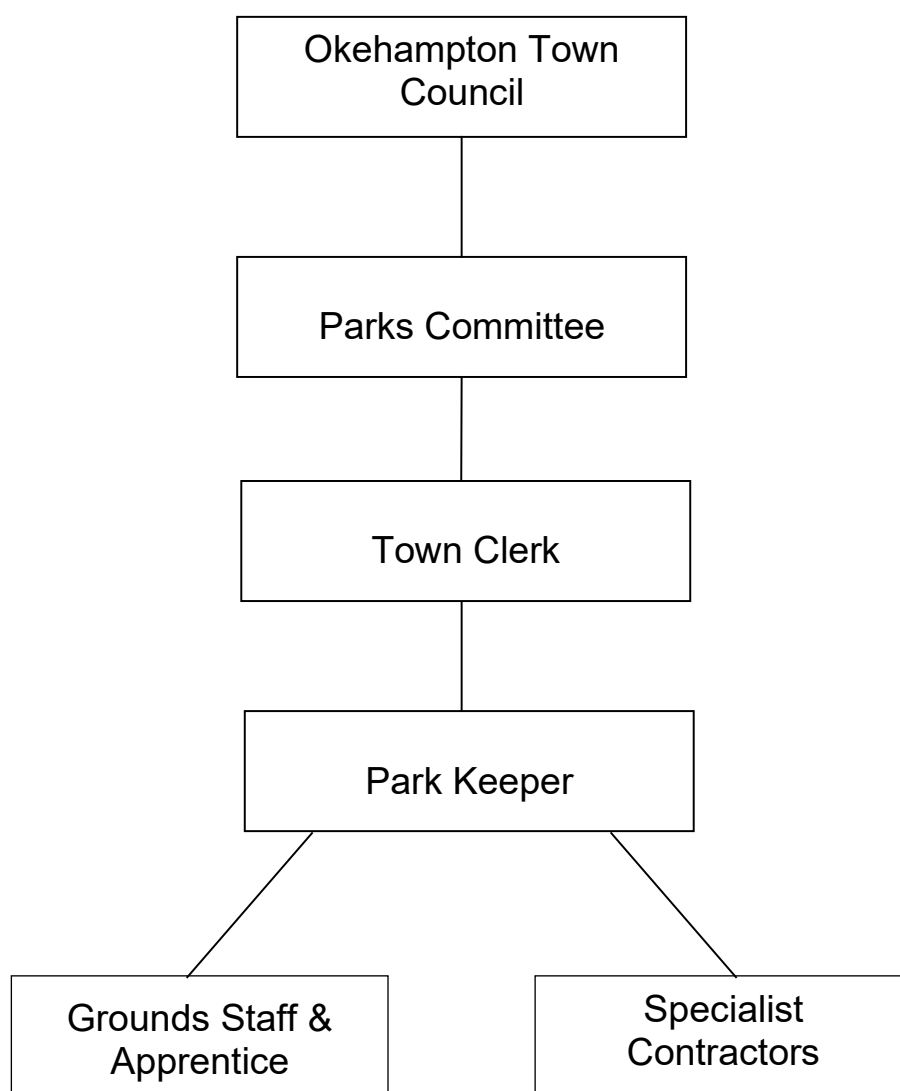 Okehampton Town
Council
Parks Committee
Town Clerk
Park Keeper
Grounds Staff &
Apprentice
Specialist
Contractors